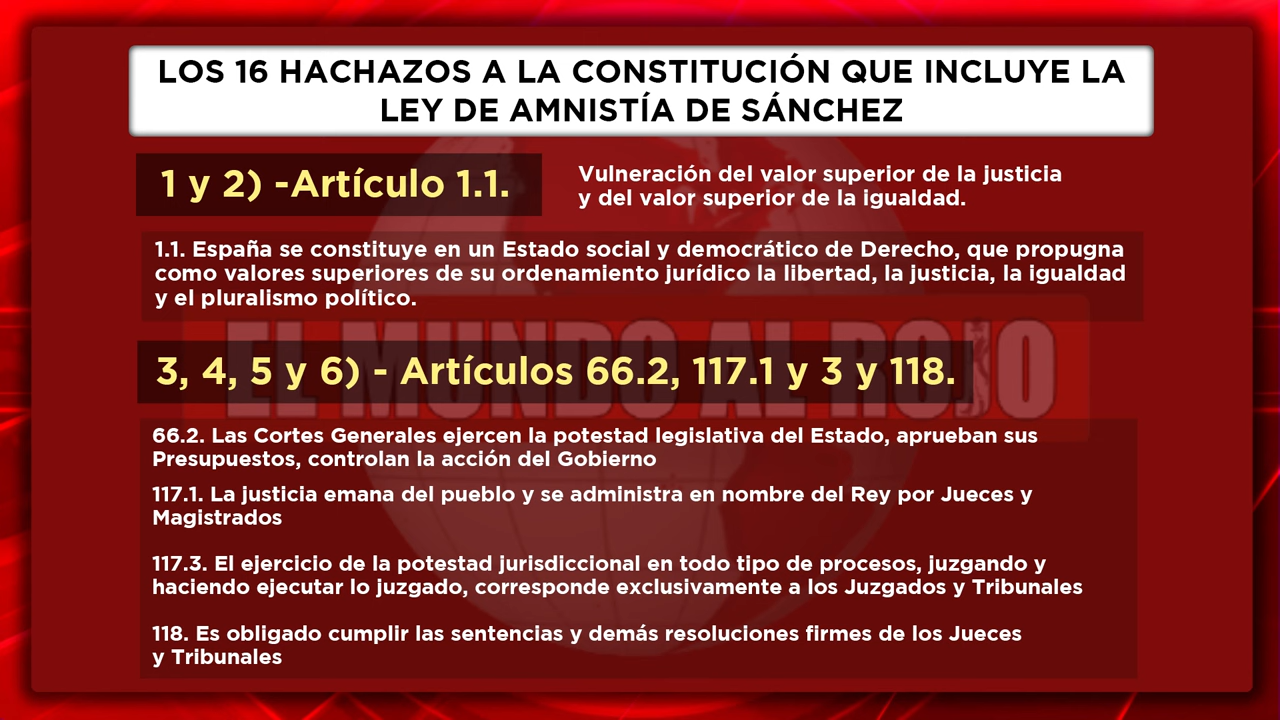 LOS 16 HACHAZOS A LA CONSTITUCIÓN QUE INCLUYE LA
LEY DE AMNISTÍA DE SÁNCHEZ
1 y 2) -Artículo 1.1.
Vulneración del valor superior de la justicia
y del valor superior de la igualdad.
1.1. España se constituye en un Estado social y democrático de Derecho, que propugna
como valores superiores de su ordenamiento jurídico la libertad, la justicia, la igualdad
y el pluralismo político.
EL MUNDO AL ROJO
3, 4, 5 y 6) - Artículos 66.2, 117.1 y 3 y 118.
66.2. Las Cortes Generales ejercen la potestad legislativa del Estado, aprueban sus
Presupuestos, controlan la acción del Gobierno
117.1. La justicia emana del pueblo y se administra en nombre del Rey por Jueces y
Magistrados
117.3. El ejercicio de la potestad jurisdiccional en todo tipo de procesos, juzgando y
haciendo ejecutar lo juzgado, corresponde exclusivamente a los Juzgados y Tribunales
118. Es obligado cumplir las sentencias y demás resoluciones firmes de los Jueces
y Tribunales